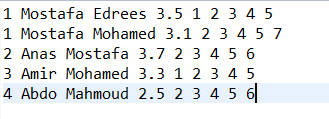 1 Mostafa Edrees 3.5 1 2 3 4 5
1 Mostafa Mohamed 3.1 2 3 4 5 7
2 Anas Mostafa 3.7 2 3 4 5 6
3 Amir Mohamed 3.3 1 2 3 4 5
4 Abdo Mahmoud 2.5 2 3 4 5 6